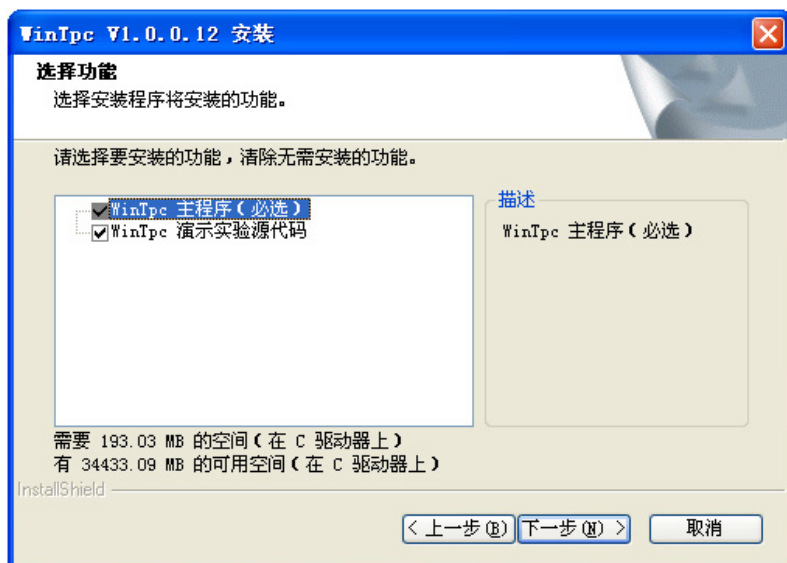 WinTpc V1.0.0.12 安装
选择功能
选择安装程序将安装的功能。
请选择要安装的功能，清除无需安装的功能。
WinTpc 主程序(必选)
WinTpc 演示实验源代码
描述
WinTpc 主程序(必选)
需要 193.03 MB 的空间(在 C 驱动器上)
有 34433.09 MB 的可用空间(在 C 驱动器上)
InstallShield
< 上一步(B) 下一步(N) > 取消